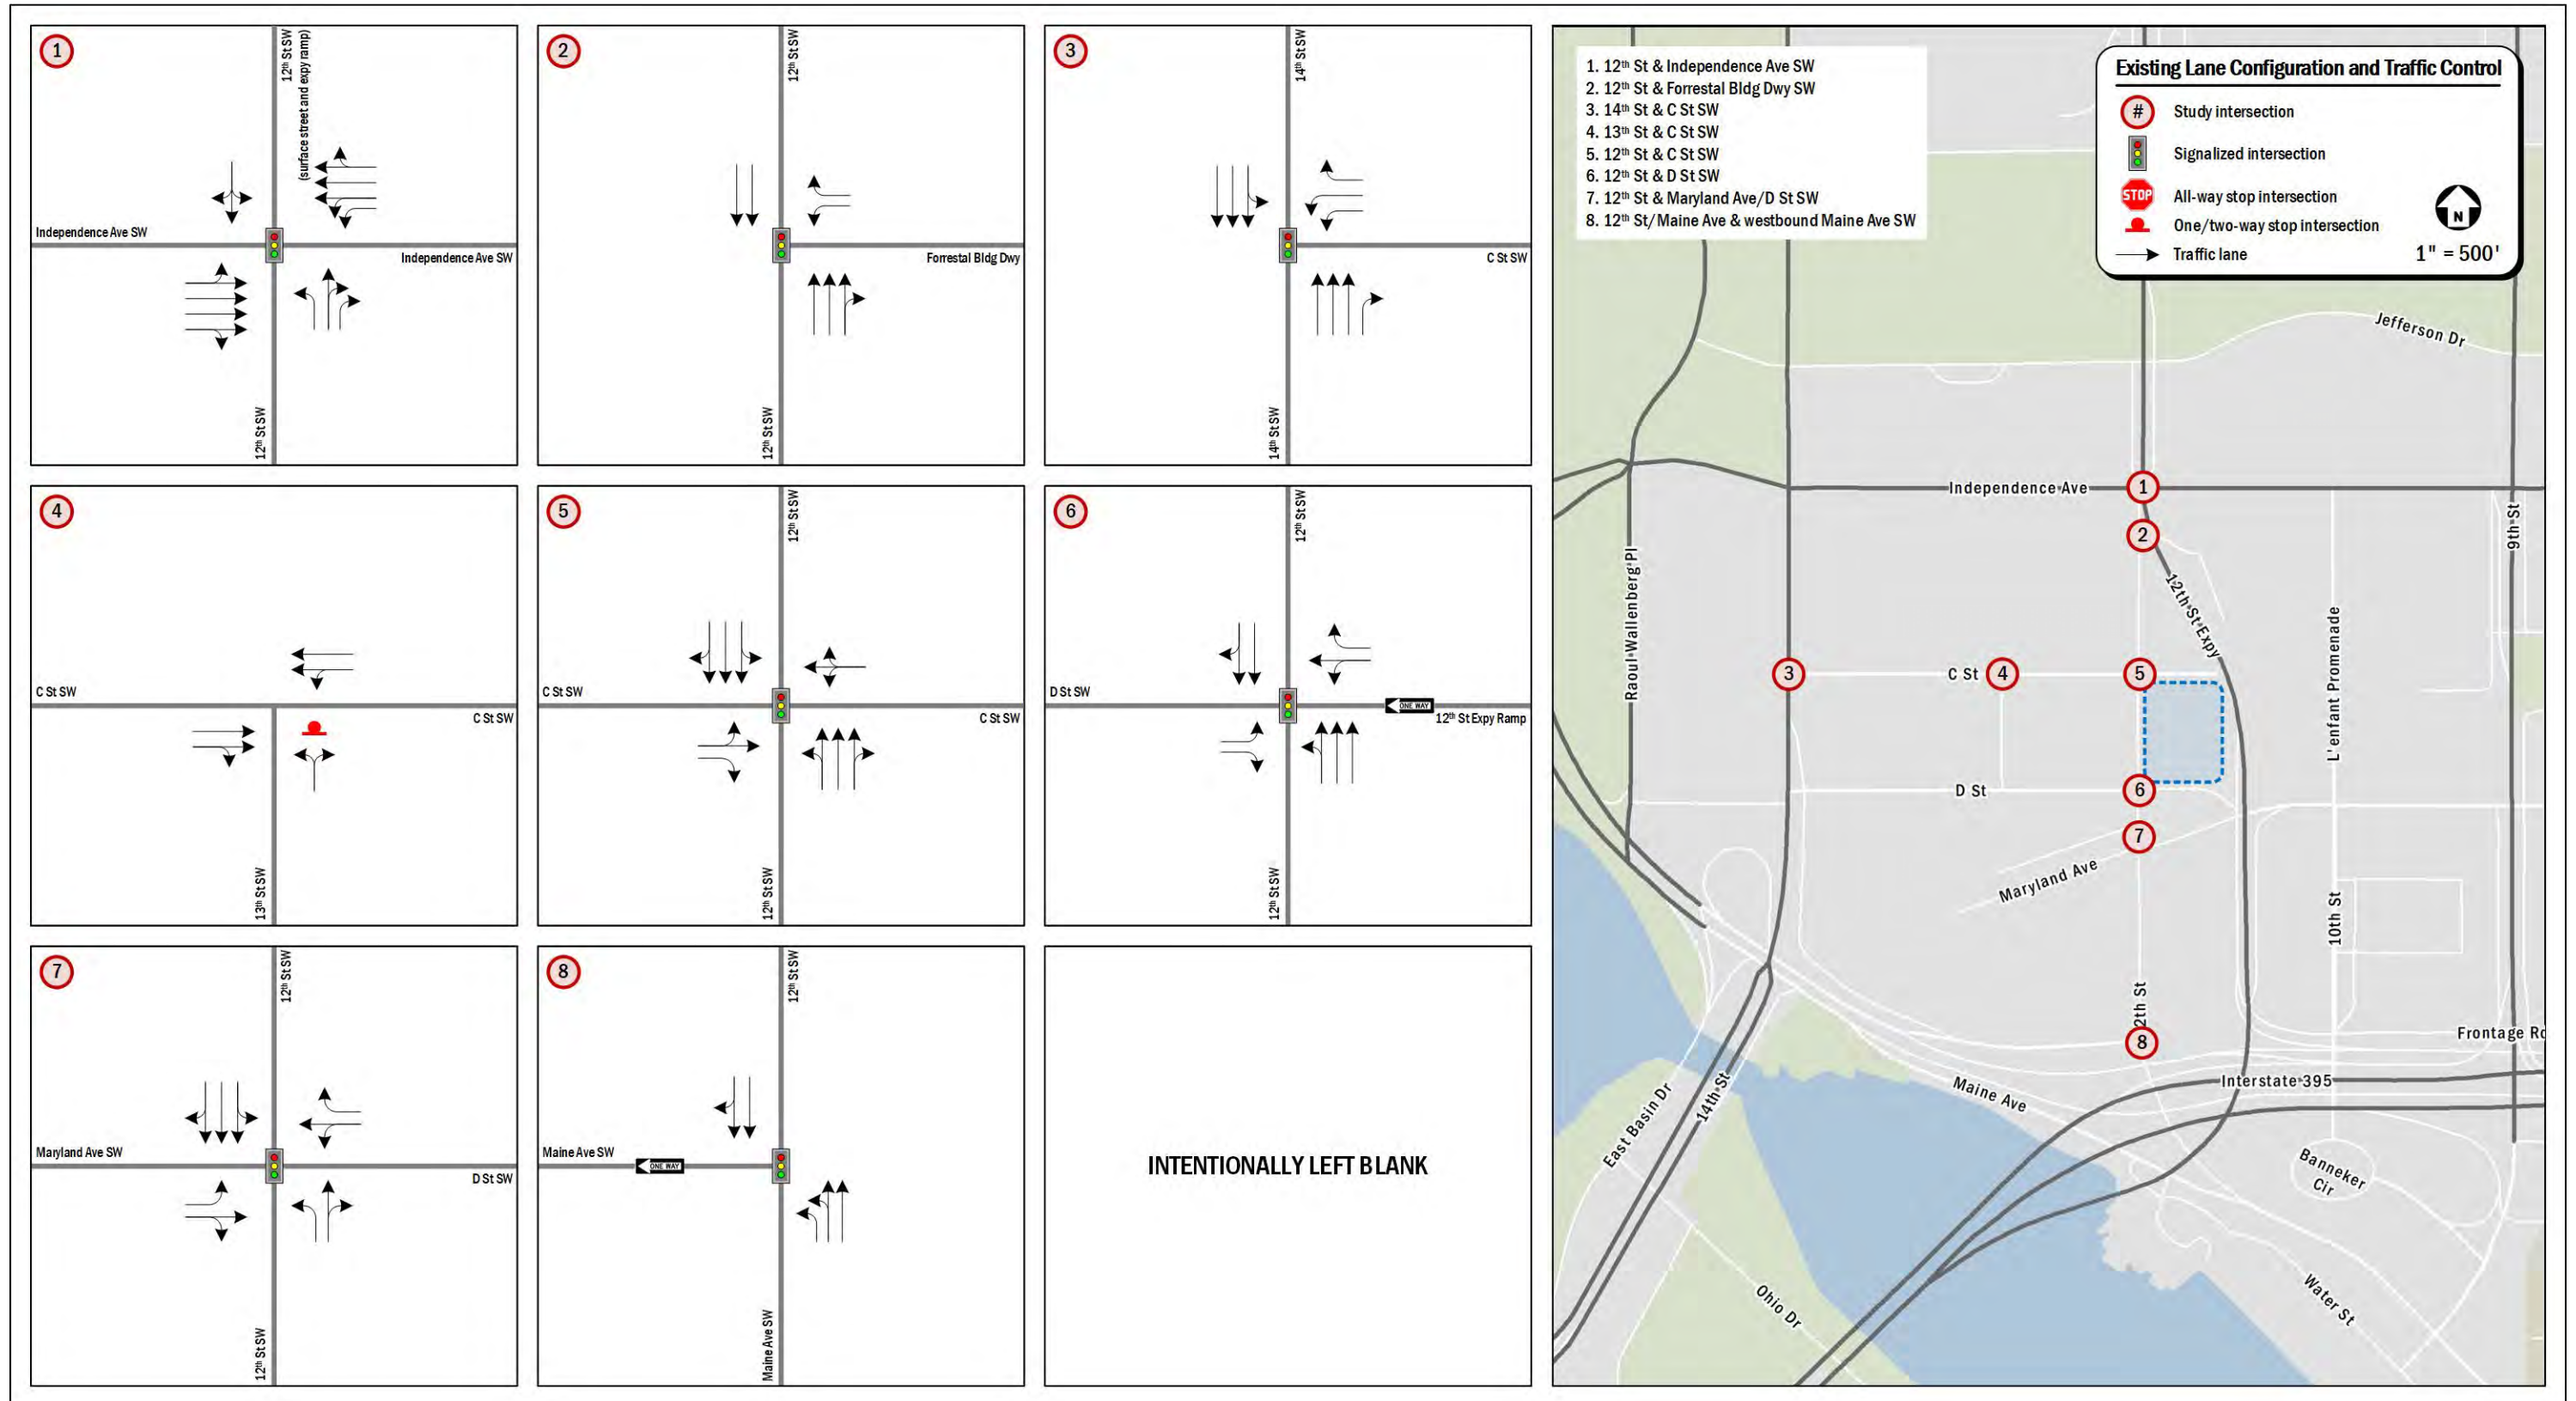 1
12th St SW
(surface street and expy ramp)
Independence Ave SW
Independence Ave SW
12th St SW
2
12th St SW
Forrestal Bldg Dwy
12th St SW
3
14th St SW
C St SW
14th St SW
4
C St SW
C St SW
13th St SW
5
12th St SW
C St SW
C St SW
12th St SW
6
12th St SW
D St SW
ONE WAY
12th St Expy Ramp
12th St SW
7
12th St SW
Maryland Ave SW
D St SW
12th St SW
8
12th St SW
Maine Ave SW
ONE WAY
Maine Ave SW
INTENTIONALLY LEFT BLANK
1. 12th St & Independence Ave SW
2. 12th St & Forrestal Bldg Dwy SW
3. 14th St & C St SW
4. 13th St & C St SW
5. 12th St & C St SW
6. 12th St & D St SW
7. 12th St & Maryland Ave/D St SW
8. 12th St/Maine Ave & westbound Maine Ave SW
Existing Lane Configuration and Traffic Control
# Study intersection
Signalized intersection
STOP All-way stop intersection
One/two-way stop intersection
Traffic lane
N
1" = 500'
Jefferson Dr
Independence Ave
1
2
9th St
Raoul Wallenberg Pl
12th St Expy
L'enfant Promenade
3
C St
4
5
D St
6
7
Maryland Ave
10th St
2th St
8
Frontage Rd
Interstate 395
Maine Ave
14th St
East Basin Dr
Banneker
Cir
Ohio Dr
Water St